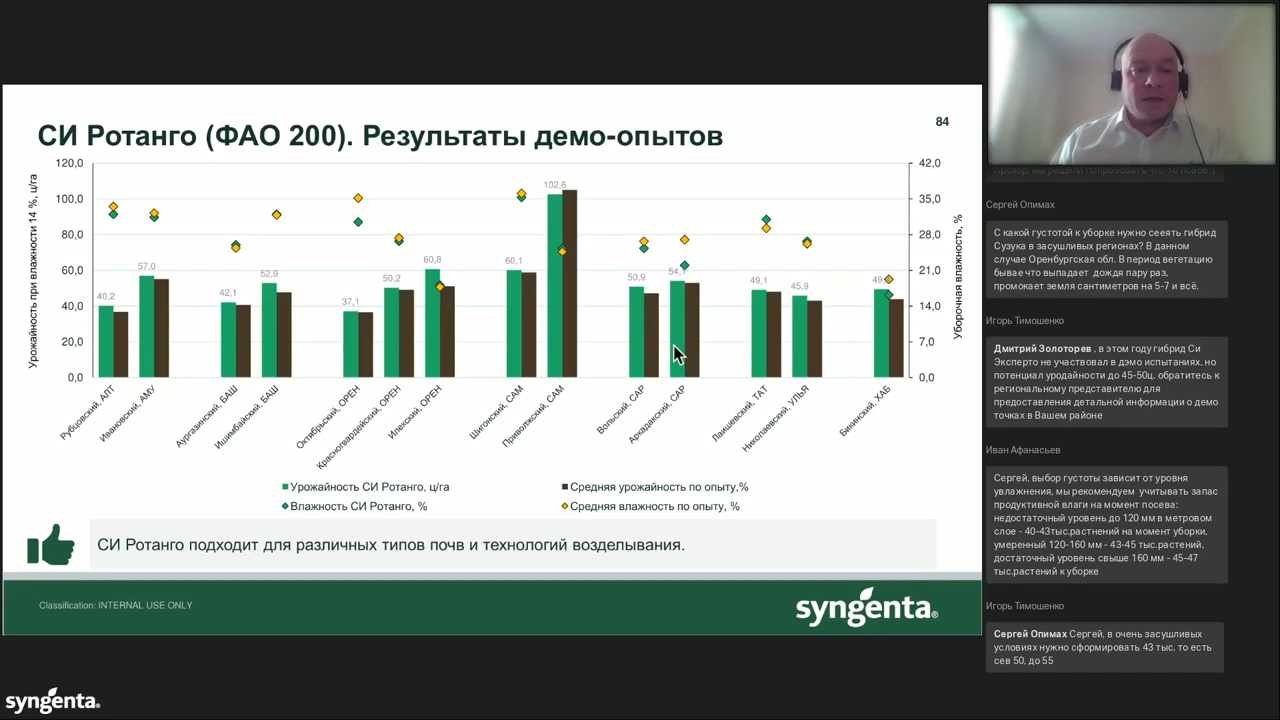 84
СИ Ротанго (ФАО 200). Результаты демо-опытов
Урожайность при влажности 14 %, ц/га
120,0
100,0
80,0
60,0
40,0
20,0
0,0
42,0
35,0
28,0
21,0
14,0
7,0
0,0
Уборочная влажность, %
40,2
57,0
42,1
52,9
37,1
50,2
60,8
60,1
102,6
50,9
54,1
49,1
45,9
Рубцовский, АЛТ
Ивановский, АМУ
Аургазинский, БАШ
Ишимбайский, БАШ
Октябрьский, ОРЕН
Красногвардейский, ОРЕН
Илекский, ОРЕН
Шигонский, САМ
Приволжский, САМ
Вольский, САР
Аркадакский, САР
Лаишевский, ТАТ
Николаевский, УЛЬЯ
Бикинский, ХАБ
Урожайность СИ Ротанго, ц/га
Средняя урожайность по опыту,%
Влажность СИ Ротанго, %
Средняя влажность по опыту, %
СИ Ротанго подходит для различных типов почв и технологий возделывания.
Classification: INTERNAL USE ONLY
syngenta®
syngenta.
Сергей Опимах
С какой густотой к уборке нужно сееять гибрид
Сузука в засушливых регионах? В данном
случае Оренбургская обл. В период вегетацию
бывае что выпадает дождя пару раз,
промокает земля сантиметров на 5-7 и всё.
Игорь Тимошенко
Дмитрий Золоторев , в этом году гибрид Си
Эксперто не участвовал в дэмо испытаниях, но
потенциал уродайности до 45-50ц. обратитесь к
региональному представителю для
предоставления детальной информации о демо
точках в Вашем районе
Иван Афанасьев
Сергей, выбор густоты зависит от уровня
увлажнения, мы рекомендуем учитывать запас
продуктивной влаги на момент посева:
недостаточный уровень до 120 мм в метровом
слое - 40-43тыс.растнений на момент уборки,
умеренный 120-160 мм - 43-45 тыс.растений,
достаточный уровень свыше 160 мм - 45-47
тыс.растений к уборке
Игорь Тимошенко
Сергей Опимах Сергей, в очень засушливых
условиях нужно сформировать 43 тыс. то есть
сев 50, до 55